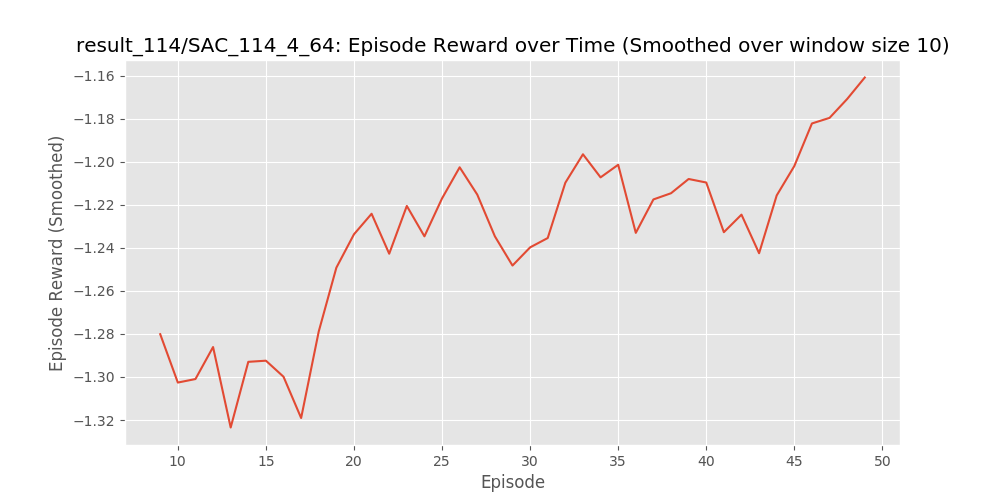 result_114/SAC_114_4_64: Episode Reward over Time (Smoothed over window size 10)
Episode Reward (Smoothed)
−1.16
−1.18
−1.20
−1.22
−1.24
−1.26
−1.28
−1.30
−1.32
10 15 20 25 30 35 40 45 50
Episode